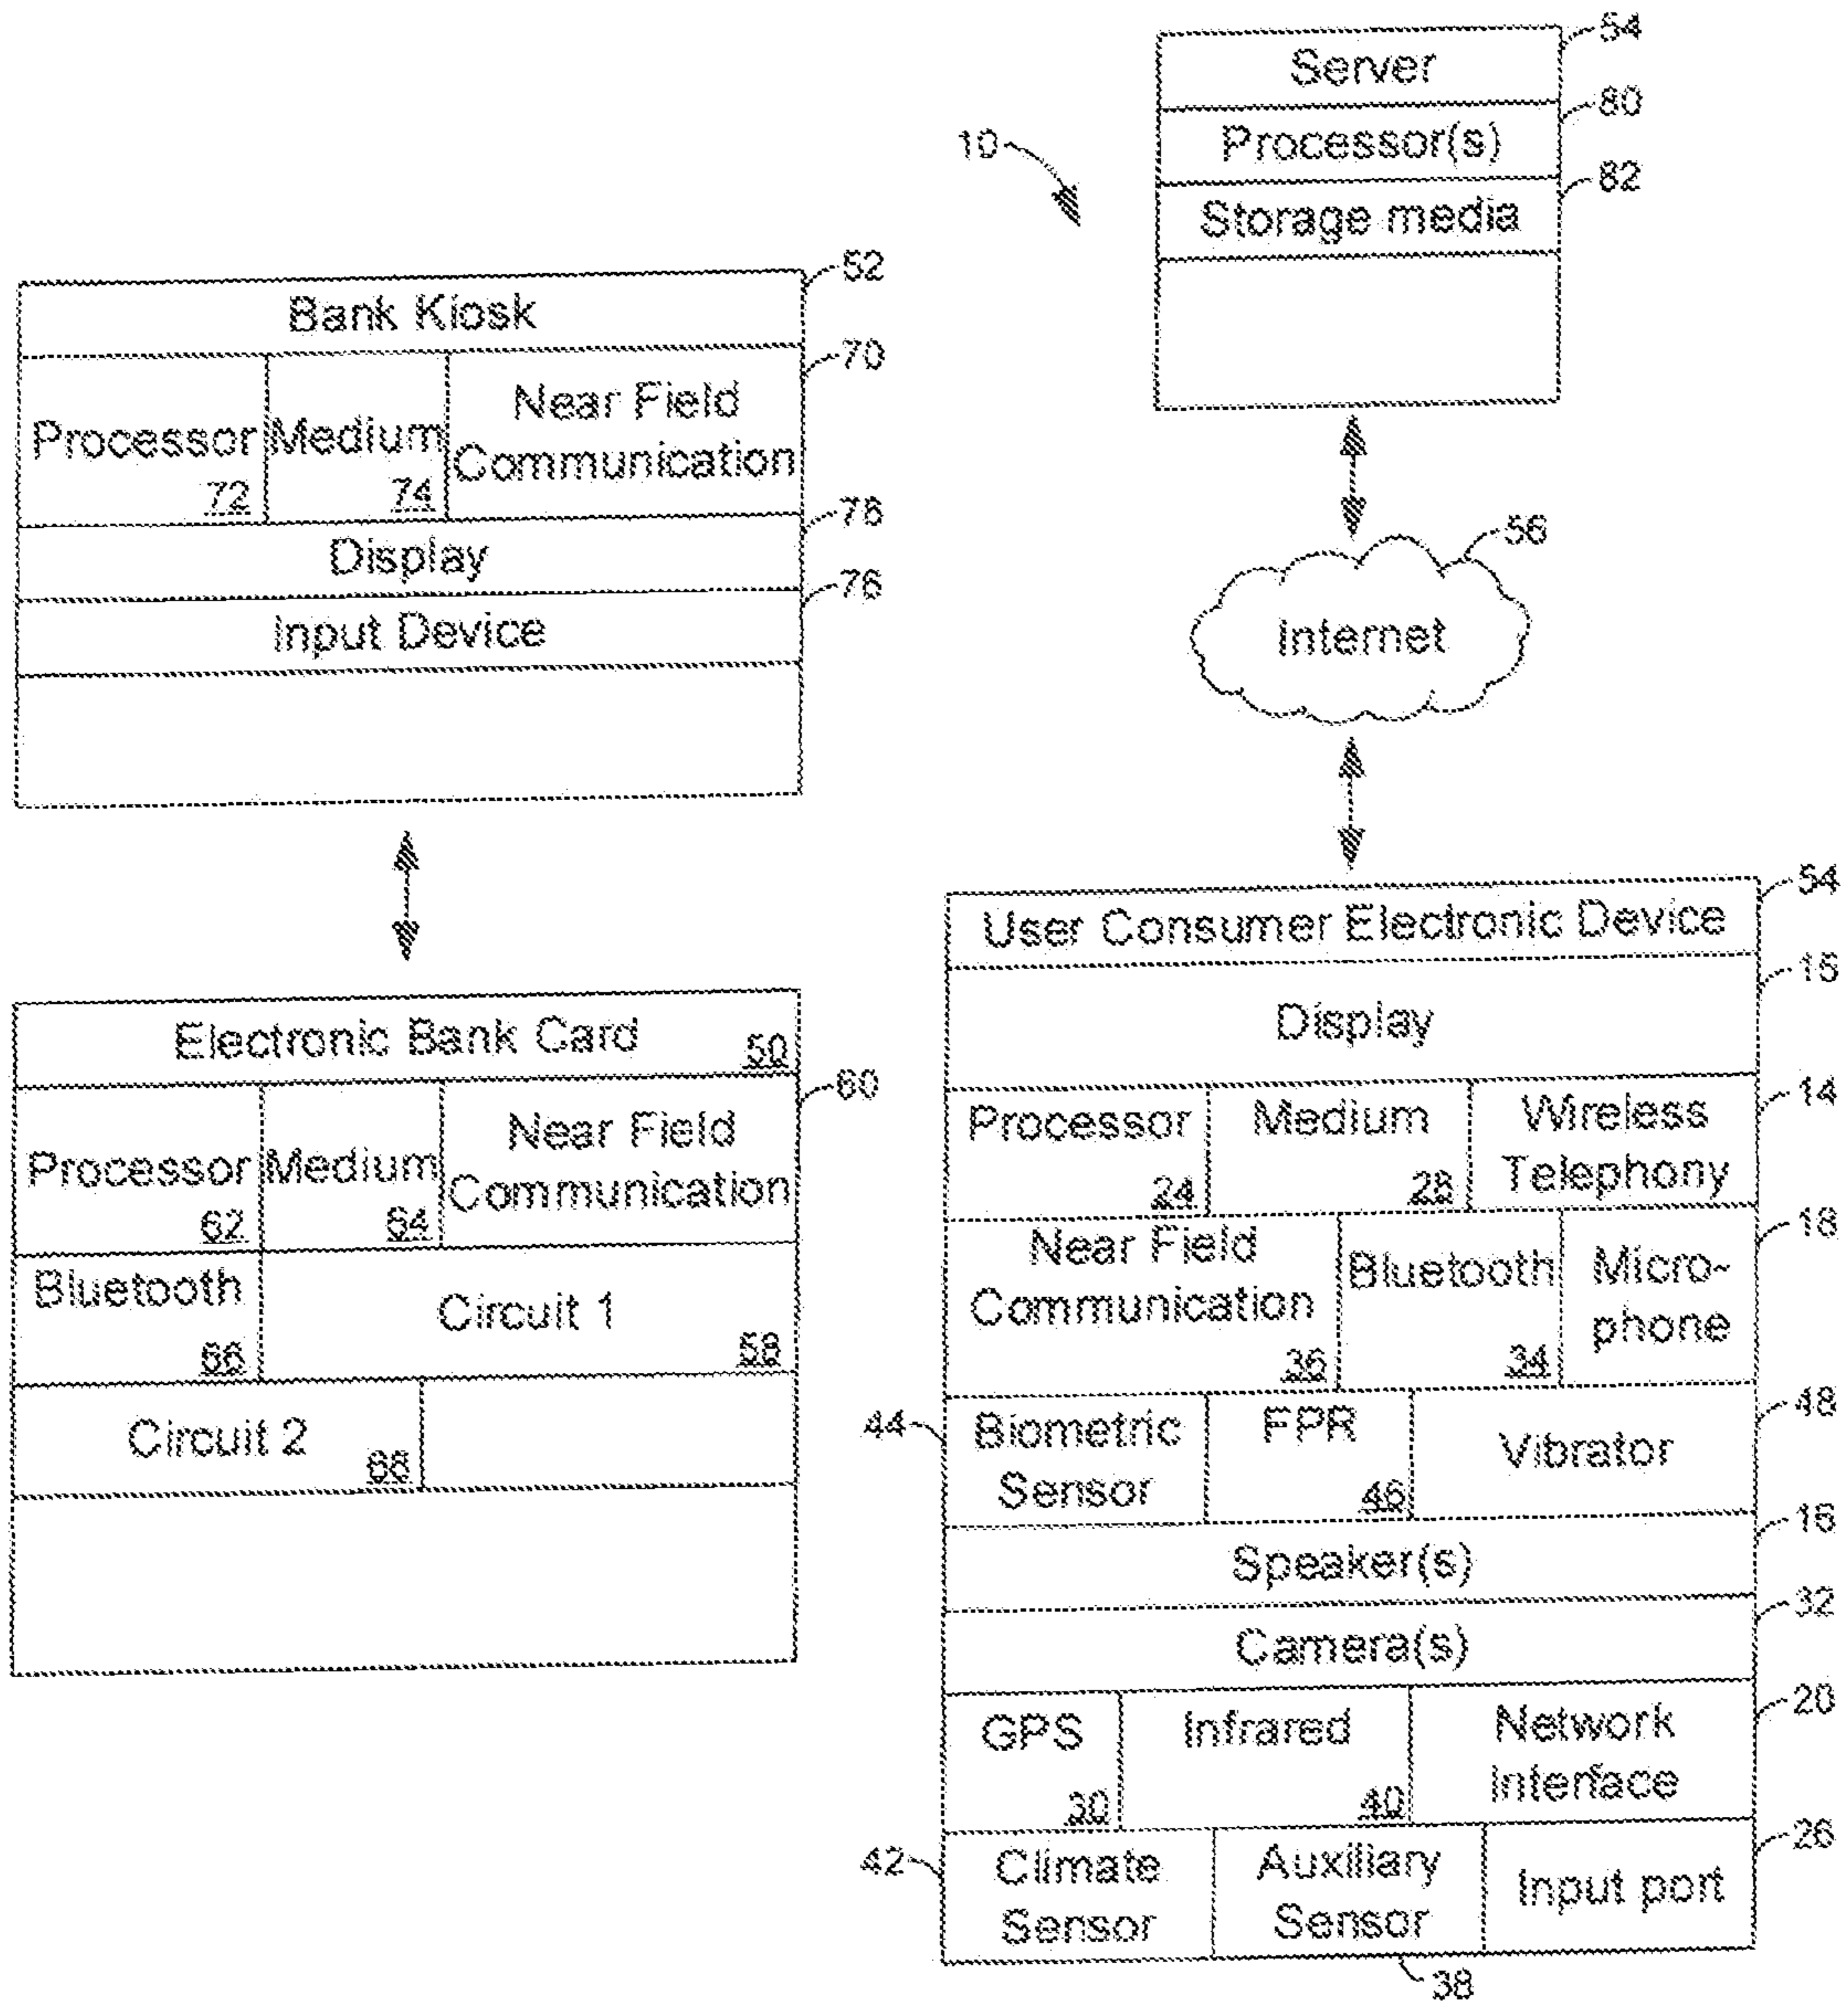 54
Server
80
Processor(s)
82
Storage media
10
52
Bank Kiosk
70
Near Field
Processor Medium
Communication
72 74
76
Display
76
Input Device
56
Internet
54
User Consumer Electronic Device
Electronic Bank Card 50
60
Near Field
Processor Medium
Communication
62 64
Bluetooth
Circuit 1
66 58
Circuit 2
68
Display
14
Processor Medium Wireless
24 28 Telephony
18
Near Field
Communication
Bluetooth
Micro-
phone
36 34
44
Biometric
Sensor
FPR
46
Vibrator
48
16
Speaker(s)
32
Camera(s)
20
GPS Infrared Network
Interface
30 40
26
42
Climate
Sensor
Auxiliary
Sensor
Input port
38